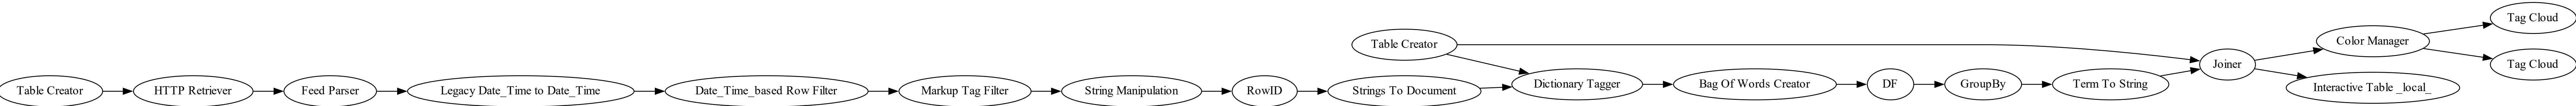 Table Creator
HTTP Retriever
Feed Parser
Legacy Date_Time to Date_Time
Date_Time_based Row Filter
Markup Tag Filter
String Manipulation
RowID
Strings To Document
Table Creator
Dictionary Tagger
Bag Of Words Creator
DF
GroupBy
Term To String
Joiner
Color Manager
Interactive Table _local_
Tag Cloud
Tag Cloud